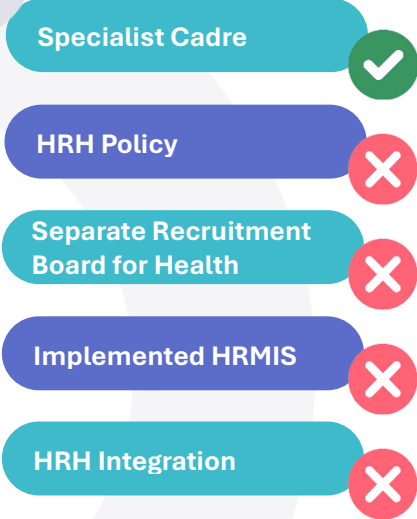 Specialist Cadre
HRH Policy
Separate Recruitment
Board for Health
Implemented HRMIS
HRH Integration